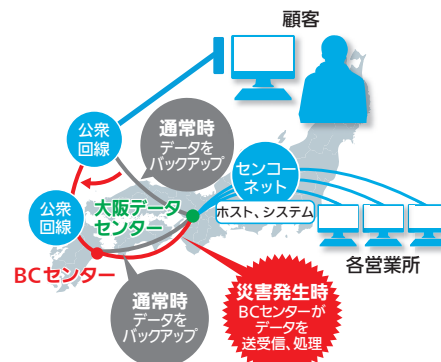 顧客
公衆
回線
通常時
データを
バックアップ
センコー
ネット
公衆
回線
大阪データ
センター
ホスト、システム
各営業所
BCセンター
通常時
データを
バックアップ
災害発生時
BCセンターが
データを
送受信、処理